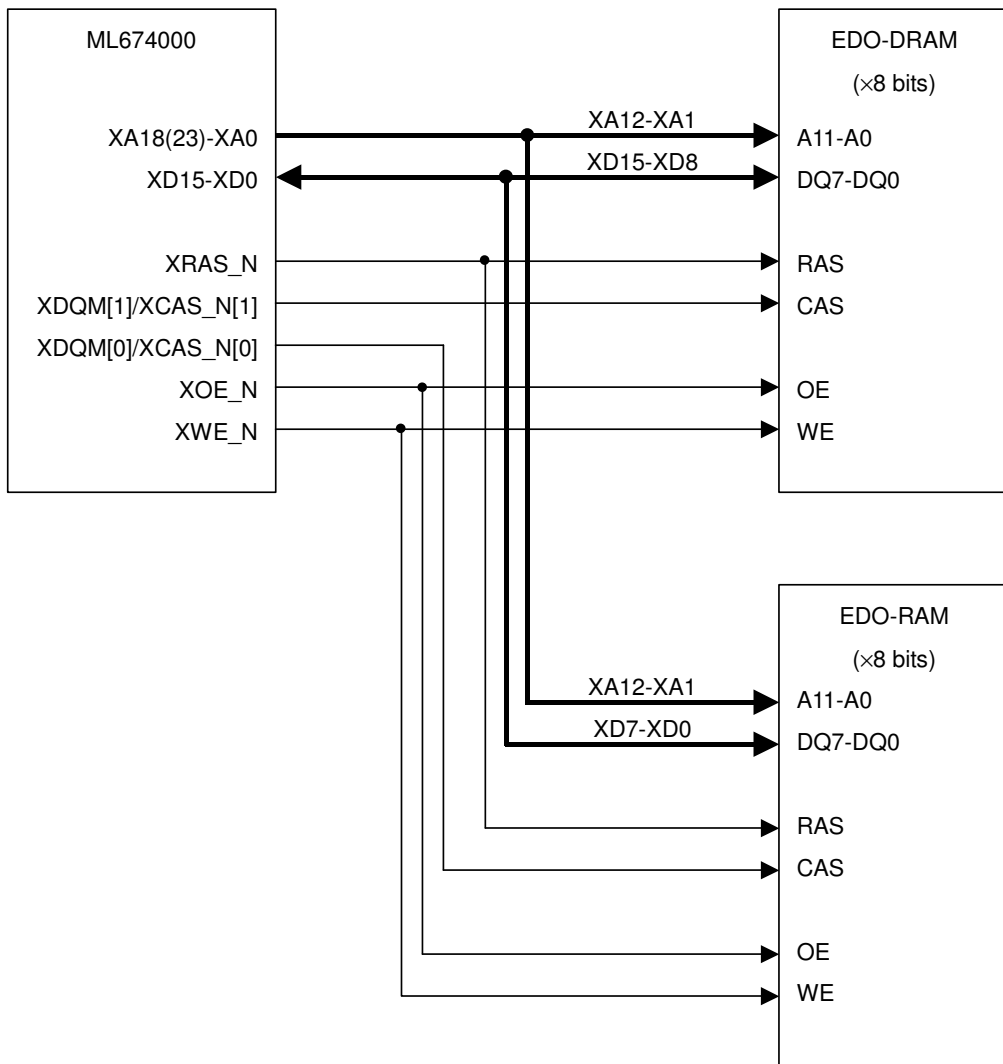 ML674000
XA18(23)-XA0
XD15-XD0
XRAS_N
XDQM[1]/XCAS_N[1]
XDQM[0]/XCAS_N[0]
XOE_N
XWE_N
XA12-XA1
XD15-XD8
EDO-DRAM
(×8 bits)
A11-A0
DQ7-DQ0
RAS
CAS
OE
WE
XA12-XA1
XD7-XD0
EDO-RAM
(×8 bits)
A11-A0
DQ7-DQ0
RAS
CAS
OE
WE